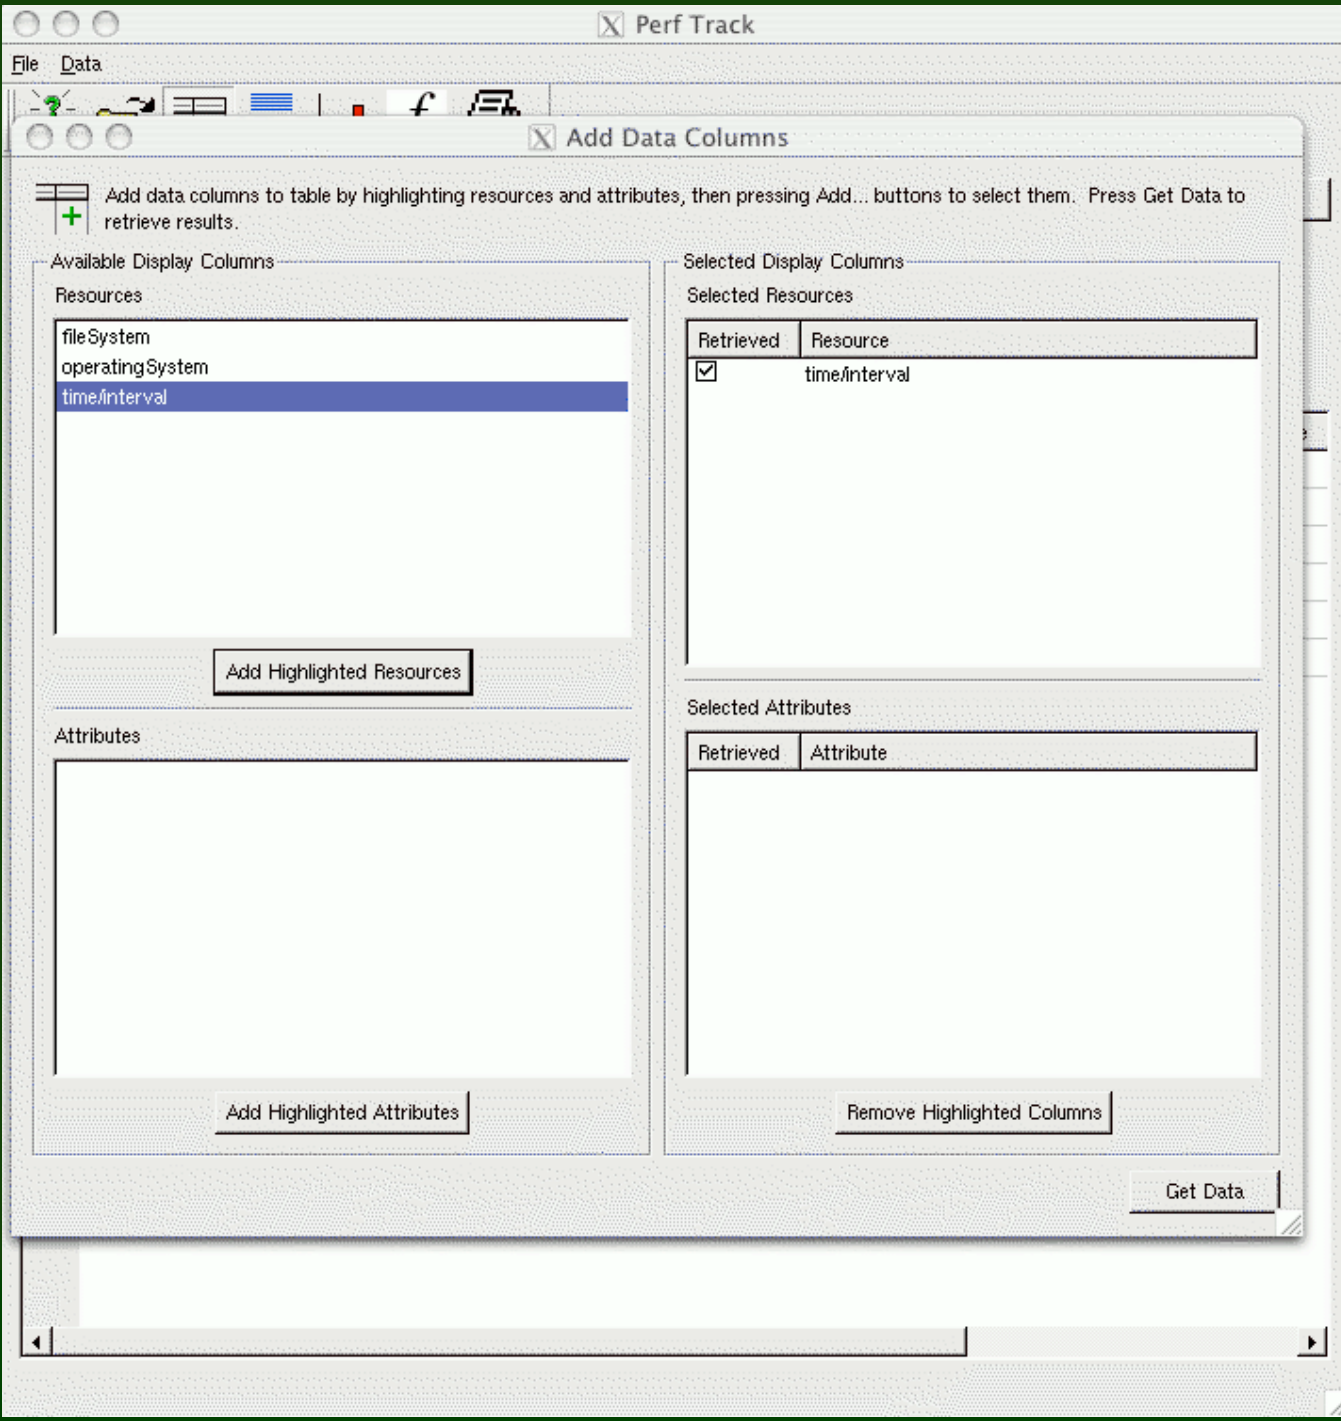 X Perf Track
File Data
X Add Data Columns
Add data columns to table by highlighting resources and attributes, then pressing Add... buttons to select them. Press Get Data to
retrieve results.
Available Display Columns
Resources
fileSystem
operatingSystem
time/interval
Add Highlighted Resources
Attributes
Add Highlighted Attributes
Selected Display Columns
Selected Resources
Retrieved Resource
time/interval
Selected Attributes
Retrieved Attribute
Remove Highlighted Columns
Get Data